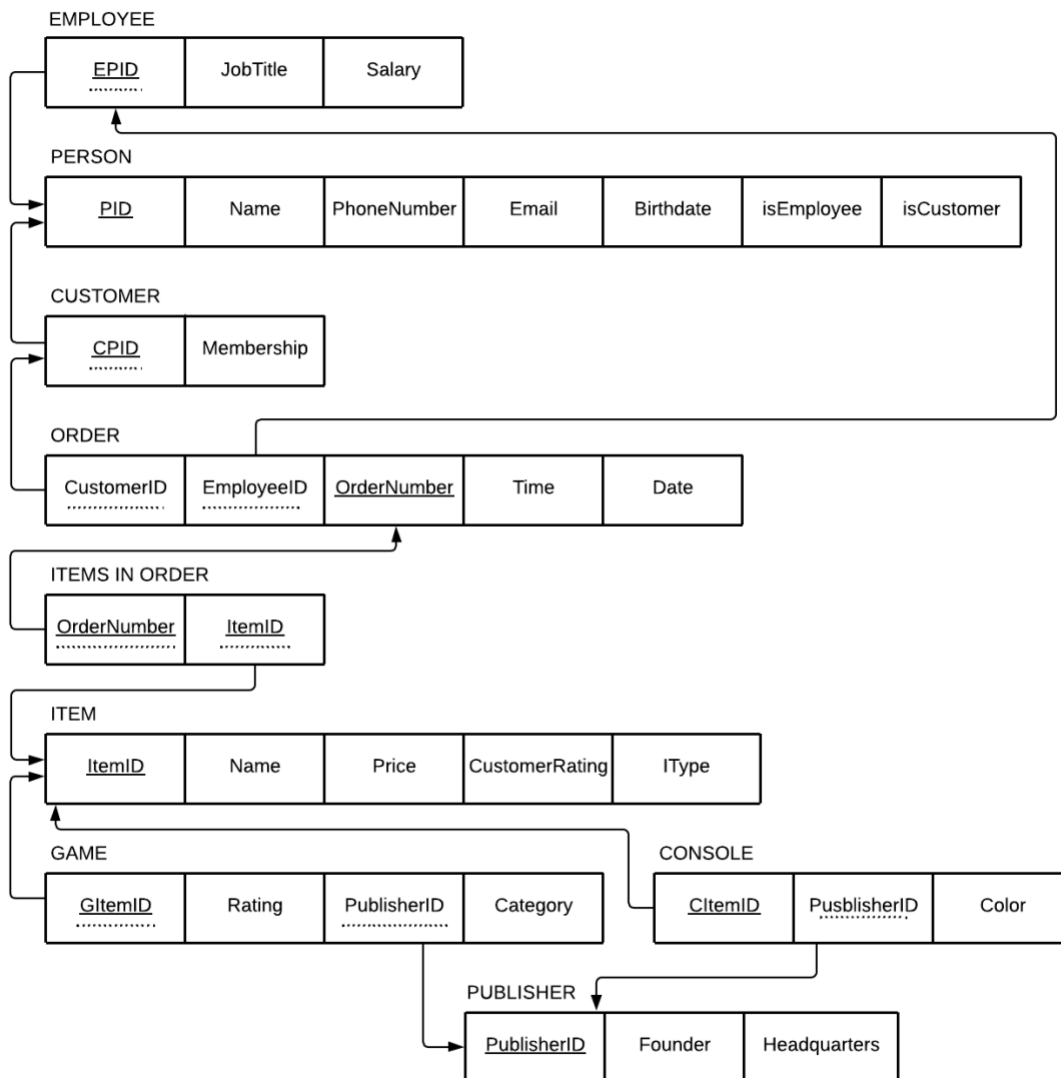 EMPLOYEE
EPID JobTitle Salary
PERSON
PID Name PhoneNumber Email Birthdate isEmployee isCustomer
CUSTOMER
CPID Membership
ORDER
CustomerID EmployeeID OrderNumber Time Date
ITEMS IN ORDER
OrderNumber ItemID
ITEM
ItemID Name Price CustomerRating IType
GAME CONSOLE
GItemID Rating PublisherID Category CItemID PusblisherID Color
PUBLISHER
PublisherID Founder Headquarters